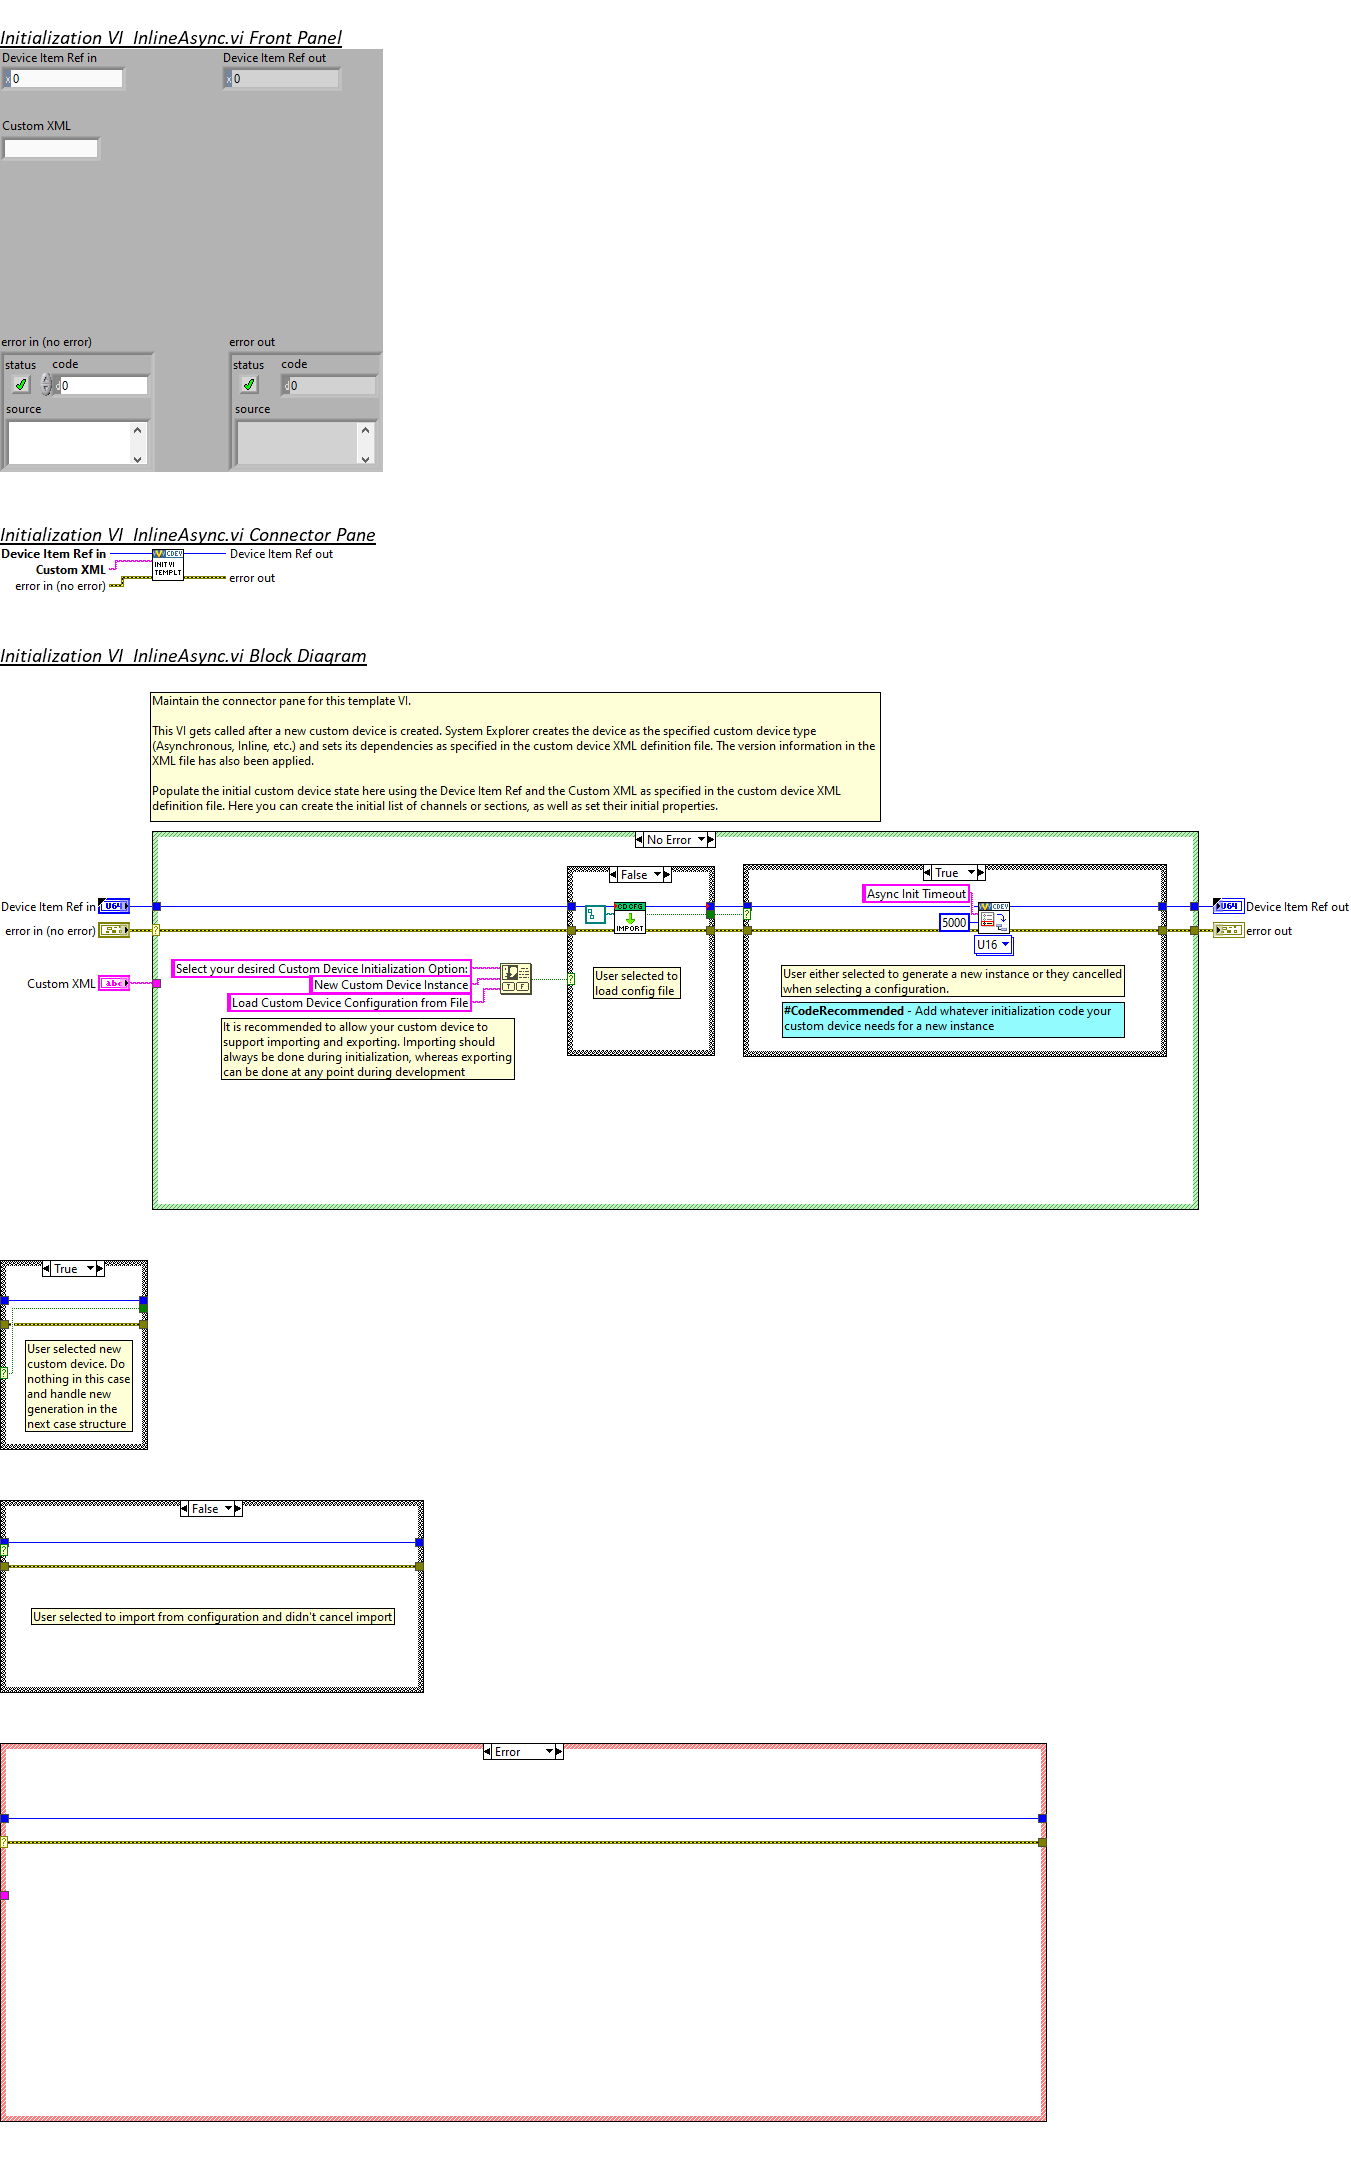 Initialization VI InlineAsync.vi Front Panel
Device Item Ref in
Device Item Ref out
x 0
x 0
Custom XML
error in (no error)
error out
status code
status code
d 0
d 0
source
source
Initialization VI InlineAsync.vi Connector Pane
Device Item Ref in
Device Item Ref out
Custom XML
error in (no error)
error out
CDEV
INIT VI
TEMPLT
Initialization VI InlineAsync.vi Block Diagram
Maintain the connector pane for this template VI.
This VI gets called after a new custom device is created. System Explorer creates the device as the specified custom device type
(Asynchronous, Inline, etc.) and sets its dependencies as specified in the custom device XML definition file. The version information in the
XML file has also been applied.
Populate the initial custom device state here using the Device Item Ref and the Custom XML as specified in the custom device XML
definition file. Here you can create the initial list of channels or sections, as well as set their initial properties.
No Error
False
True
Async Init Timeout
Device Item Ref in
U64
CD CFG
IMPORT
CDEV
5000
U16
U64
Device Item Ref out
error in (no error)
error out
Custom XML
abc
Select your desired Custom Device Initialization Option:
New Custom Device Instance
Load Custom Device Configuration from File
T F
?
?
?
It is recommended to allow your custom device to
support importing and exporting. Importing should
always be done during initialization, whereas exporting
can be done at any point during development
User selected to
load config file
User either selected to generate a new instance or they cancelled
when selecting a configuration.
#CodeRecommended - Add whatever initialization code your
custom device needs for a new instance
True
?
User selected new
custom device. Do
nothing in this case
and handle new
generation in the
next case structure
False
?
User selected to import from configuration and didn't cancel import
Error
?